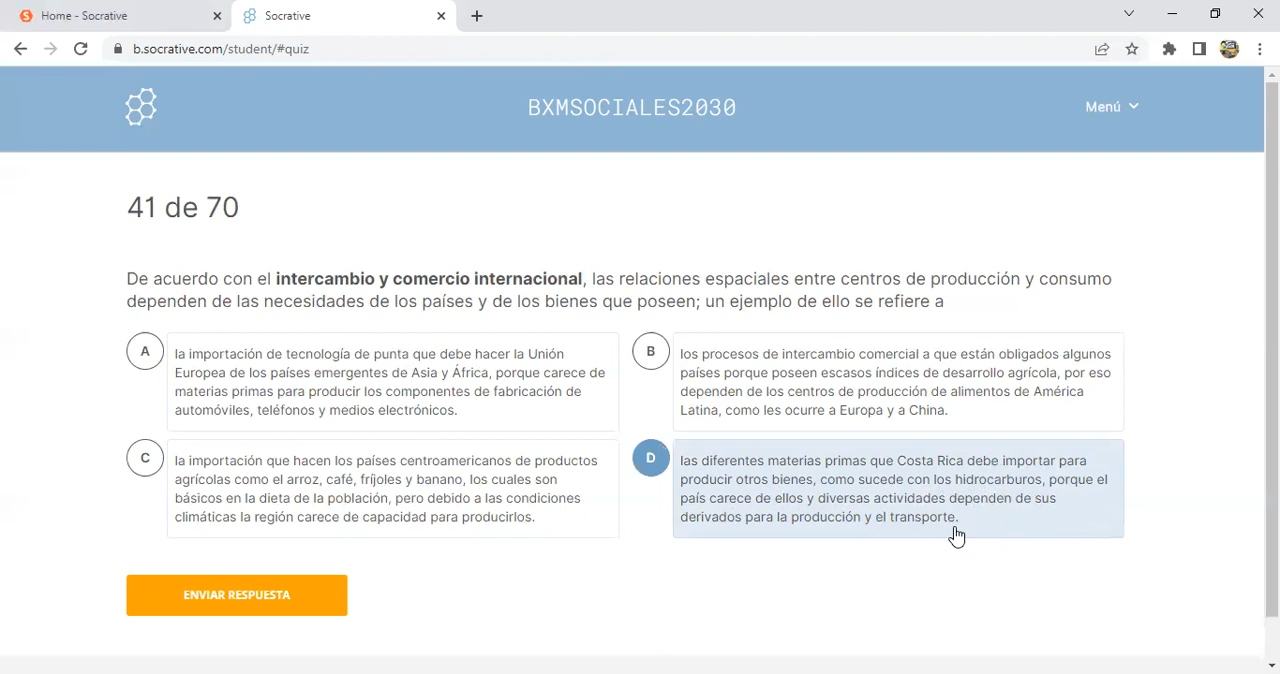 Home - Socrative
Socrative
b.socrative.com/student/#quiz
BXMSOCIALES2030
Menú
41 de 70
De acuerdo con el intercambio y comercio internacional, las relaciones espaciales entre centros de producción y consumo
dependen de las necesidades de los países y de los bienes que poseen; un ejemplo de ello se refiere a
A
la importación de tecnología de punta que debe hacer la Unión
Europea de los países emergentes de Asia y África, porque carece de
materias primas para producir los componentes de fabricación de
automóviles, teléfonos y medios electrónicos.
B
los procesos de intercambio comercial a que están obligados algunos
países porque poseen escasos índices de desarrollo agrícola, por eso
dependen de los centros de producción de alimentos de América
Latina, como les ocurre a Europa y a China.
C
la importación que hacen los países centroamericanos de productos
agrícolas como el arroz, café, fríjoles y banano, los cuales son
básicos en la dieta de la población, pero debido a las condiciones
climáticas la región carece de capacidad para producirlos.
D
las diferentes materias primas que Costa Rica debe importar para
producir otros bienes, como sucede con los hidrocarburos, porque el
país carece de ellos y diversas actividades dependen de sus
derivados para la producción y el transporte.
ENVIAR RESPUESTA